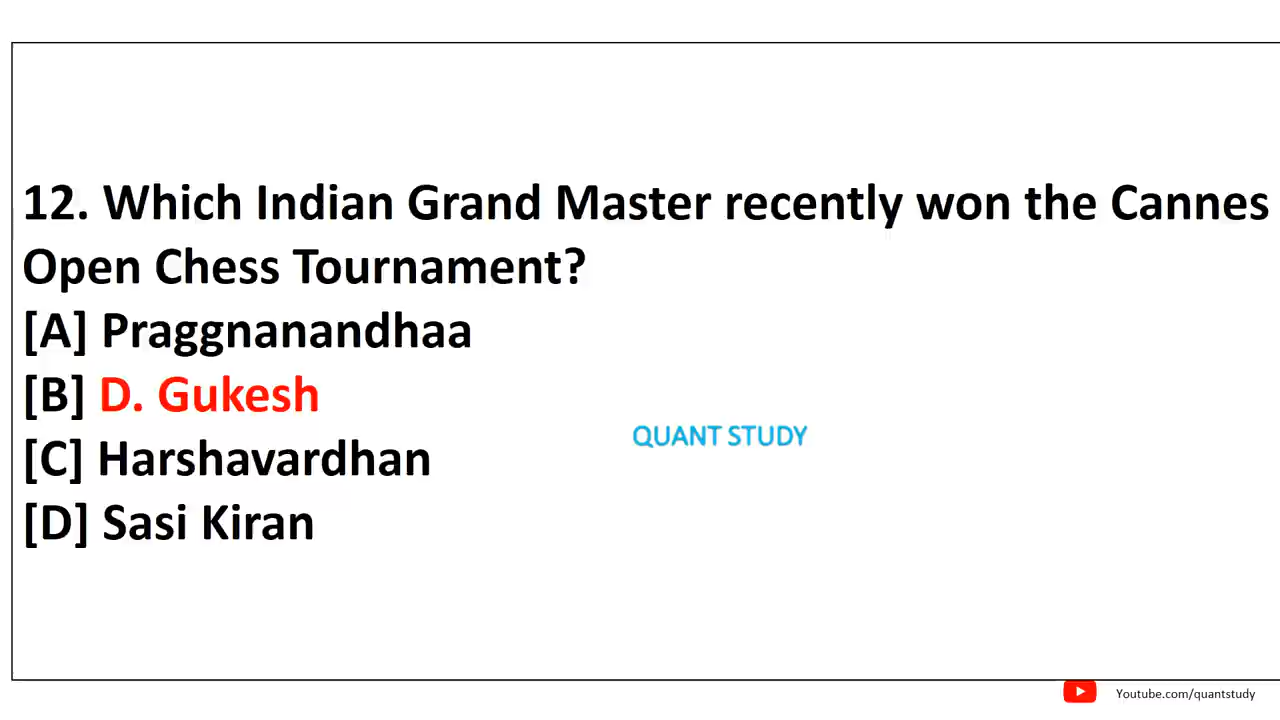 12. Which Indian Grand Master recently won the Cannes
Open Chess Tournament?
[A] Praggnanandhaa
[B] D. Gukesh
[C] Harshavardhan
[D] Sasi Kiran
QUANT STUDY
Youtube.com/quantstudy